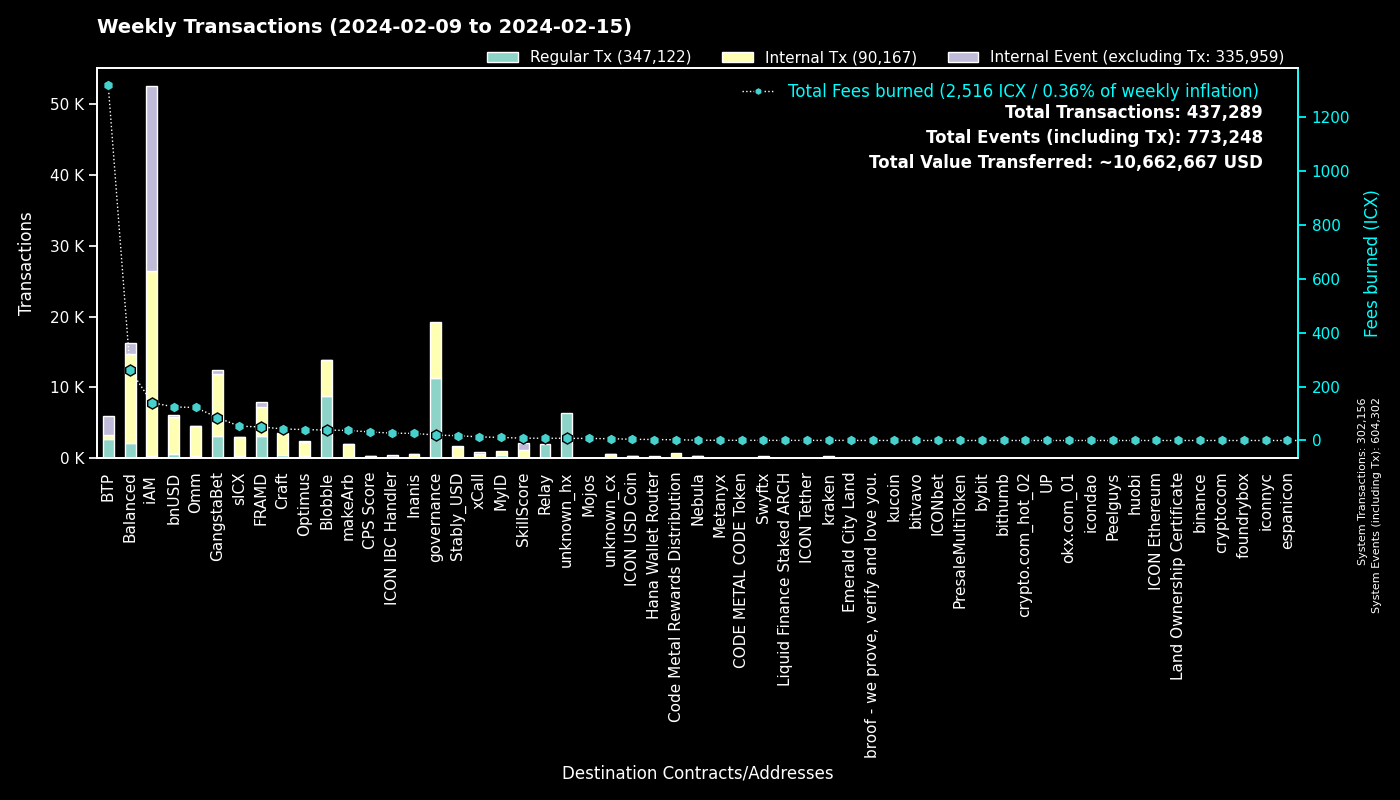 Weekly Transactions (2024-02-09 to 2024-02-15)
Regular Tx (347,122)
Internal Tx (90,167)
Internal Event (excluding Tx: 335,959)
Total Fees burned (2,516 ICX / 0.36% of weekly inflation)
Total Transactions: 437,289
Total Events (including Tx): 773,248
Total Value Transferred: ~10,662,667 USD
Transactions
50 K
40 K
30 K
20 K
10 K
0 K
1200
1000
800
600
400
200
0
Fees burned (ICX)
System Transactions: 302,156
System Events (including Tx): 604,302
BTP
Balanced
iAM
bnUSD
Omm
GangstaBet
sICX
FRAMD
Craft
Optimus
Blobble
makeArb
CPS Score
ICON IBC Handler
Inanis
governance
Stably_USD
xCall
MyID
SkillScore
Relay
unknown_hx
Mojos
unknown_cx
ICON USD Coin
Hana Wallet Router
Code Metal Rewards Distribution
Nebula
Metanyx
CODE METAL CODE Token
Swyftx
Liquid Finance Staked ARCH
ICON Tether
kraken
Emerald City Land
broof - we prove, verify and love you.
kucoin
bitvavo
ICONbet
PresaleMultiToken
bybit
bithumb
crypto.com_hot_02
UP
okx.com_01
icondao
Peelguys
huobi
ICON Ethereum
Land Ownership Certificate
binance
cryptocom
foundrybox
iconnyc
espanicon
Destination Contracts/Addresses